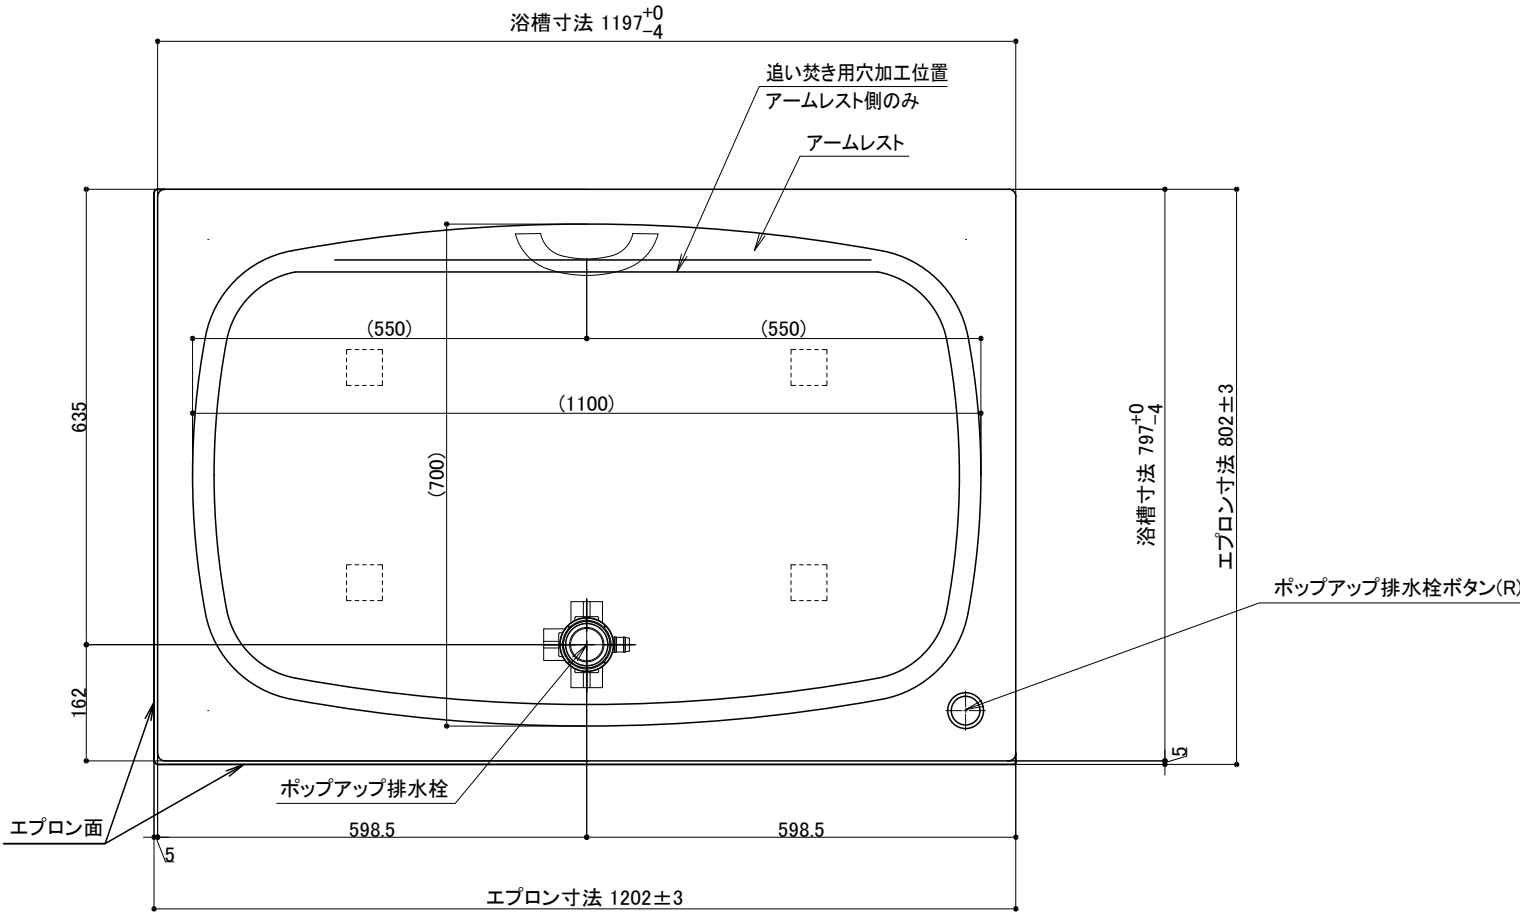 浴槽寸法 1197+0−4
追い焚き用穴加工位置
アームレスト側のみ
アームレスト
(550)
(550)
(1100)
(700)
635
162
浴槽寸法 797+0−4
エプロン寸法 802±3
ポップアップ排水栓ボタン(R)
5
ポップアップ排水栓
エプロン面
598.5
598.5
5
エプロン寸法 1202±3